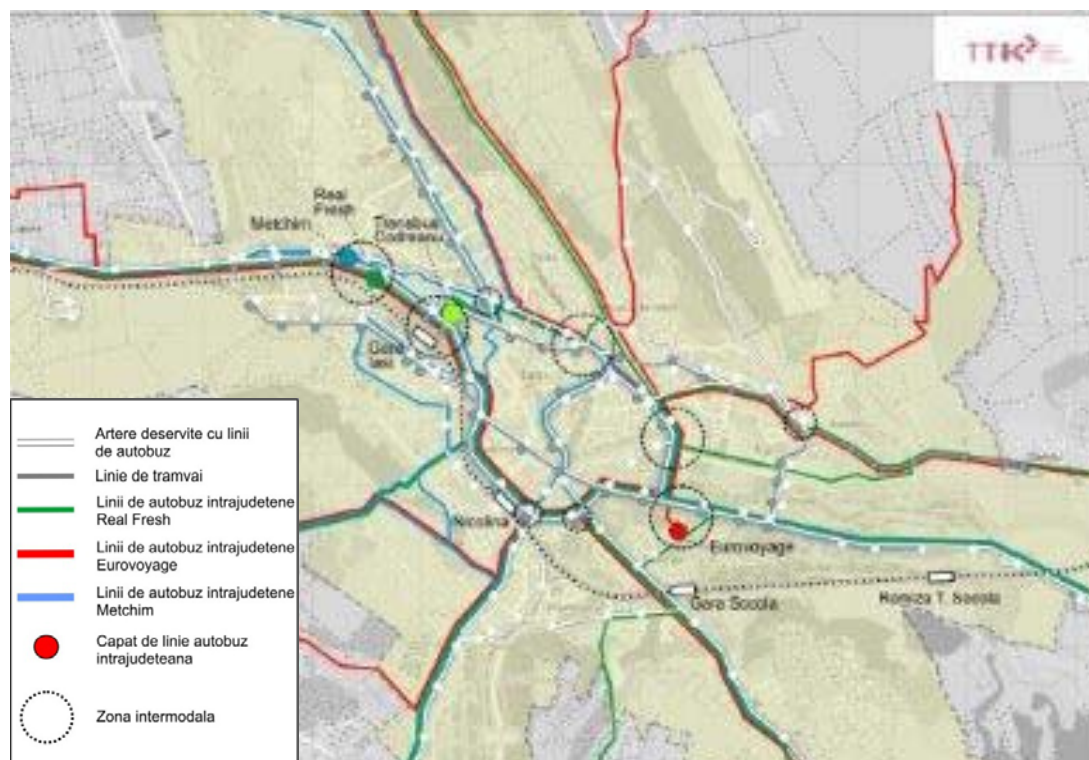 TTK
Real
Fresh
Metchim
Transbus
Codreanu
Gara
Iasi
Nicolina
Eurovoyage
Gara Socola
Remiza T. Socola
Artere deservite cu linii
de autobuz
Linie de tramvai
Linii de autobuz intrajudetene
Real Fresh
Linii de autobuz intrajudetene
Eurovoyage
Linii de autobuz intrajudetene
Metchim
Capat de linie autobuz
intrajudeteana
Zona intermodala